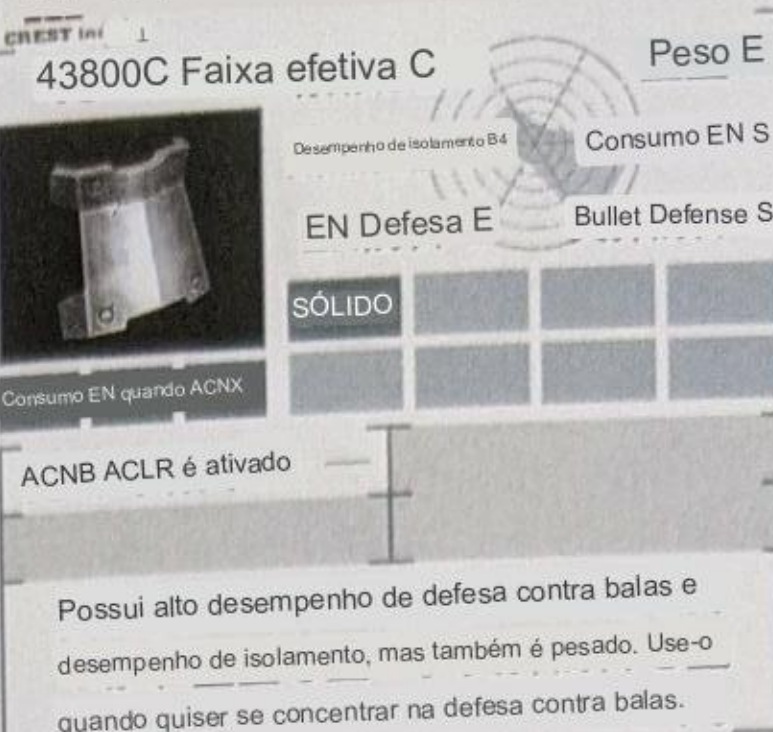 CREST
43800C Faixa efetiva C
Peso E
Desempenho de isolamento B4
Consumo EN S
EN Defesa E
Bullet Defense S
SÓLIDO
Consumo EN quando ACNX
ACNB ACLR é ativado
Possui alto desempenho de defesa contra balas e
desempenho de isolamento, mas também é pesado. Use-o
quando quiser se concentrar na defesa contra balas.